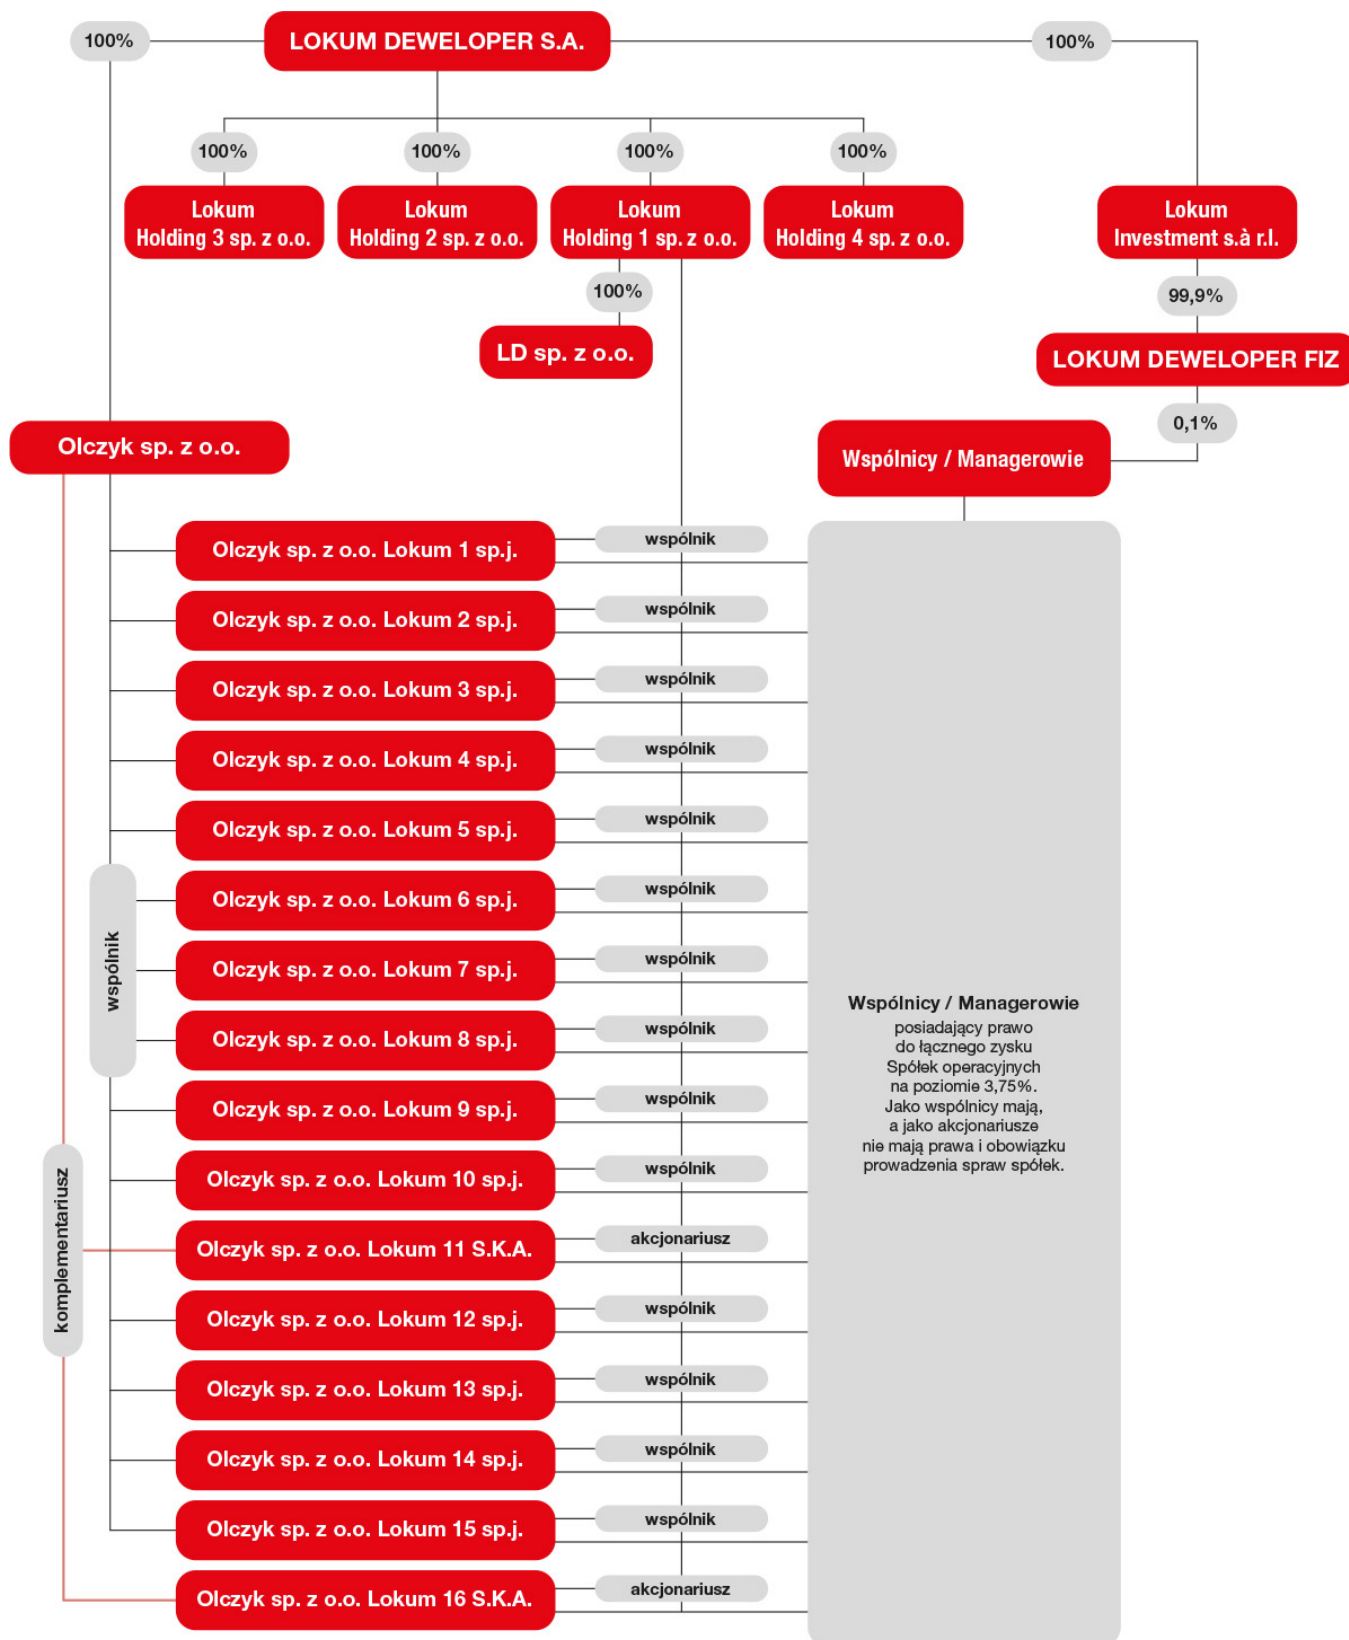 100%
LOKUM DEWELOPER S.A.
100%
100%
100%
100%
100%
Lokum
Holding 3 sp. z o.o.
Lokum
Holding 2 sp. z o.o.
Lokum
Holding 1 sp. z o.o.
Lokum
Holding 4 sp. z o.o.
Lokum
Investment s.à r.l.
100%
99,9%
LD sp. z o.o.
LOKUM DEWELOPER FIZ
0,1%
Olczyk sp. z o.o.
Wspólnicy / Managerowie
Olczyk sp. z o.o. Lokum 1 sp.j.
wspólnik
Olczyk sp. z o.o. Lokum 2 sp.j.
wspólnik
Olczyk sp. z o.o. Lokum 3 sp.j.
wspólnik
Olczyk sp. z o.o. Lokum 4 sp.j.
wspólnik
Olczyk sp. z o.o. Lokum 5 sp.j.
wspólnik
Olczyk sp. z o.o. Lokum 6 sp.j.
wspólnik
Olczyk sp. z o.o. Lokum 7 sp.j.
wspólnik
Olczyk sp. z o.o. Lokum 8 sp.j.
wspólnik
Olczyk sp. z o.o. Lokum 9 sp.j.
wspólnik
Olczyk sp. z o.o. Lokum 10 sp.j.
wspólnik
Olczyk sp. z o.o. Lokum 11 S.K.A.
akcjonariusz
Olczyk sp. z o.o. Lokum 12 sp.j.
wspólnik
Olczyk sp. z o.o. Lokum 13 sp.j.
wspólnik
Olczyk sp. z o.o. Lokum 14 sp.j.
wspólnik
Olczyk sp. z o.o. Lokum 15 sp.j.
wspólnik
Olczyk sp. z o.o. Lokum 16 S.K.A.
akcjonariusz
wspólnik
komplementariusz
Wspólnicy / Managerowie
posiadający prawo
do łącznego zysku
Spółek operacyjnych
na poziomie 3,75%.
Jako wspólnicy mają,
a jako akcjonariusze
nie mają prawa i obowiązku
prowadzenia spraw spółek.